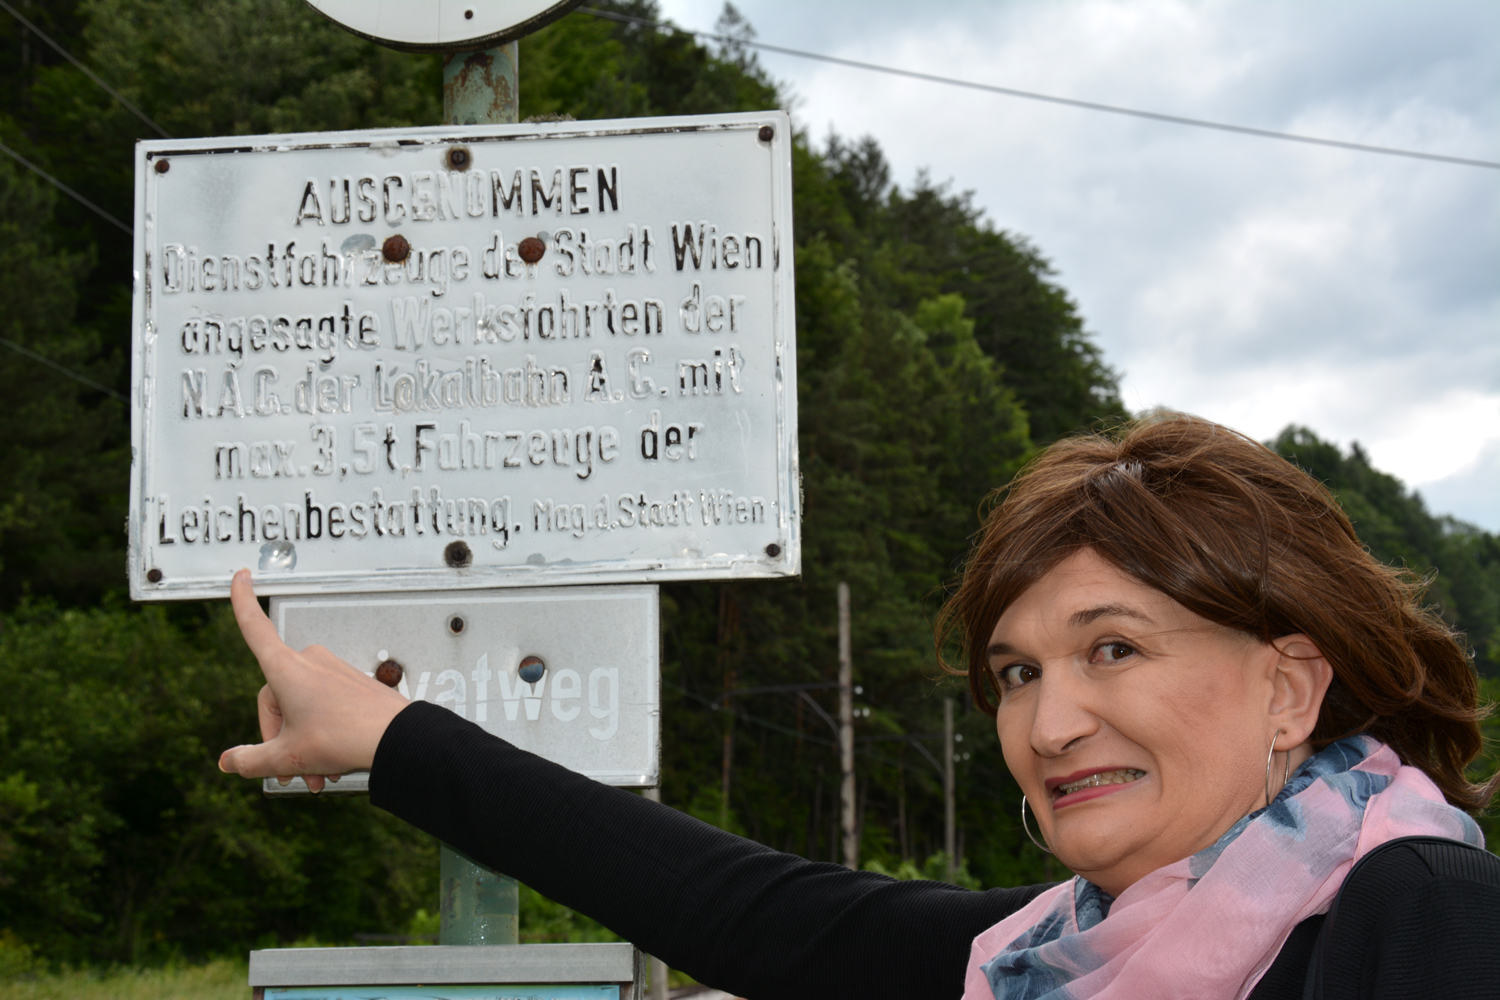 AUSGENOMMEN
Dienstfahrzeuge der Stadt Wien
angesagte Werksfahrten der
N.A.G. der Lokalbahn A.G. mit
max. 3,5t, Fahrzeuge der
Leichenbestattung. Mag.d.Stadt Wien
ivatweg